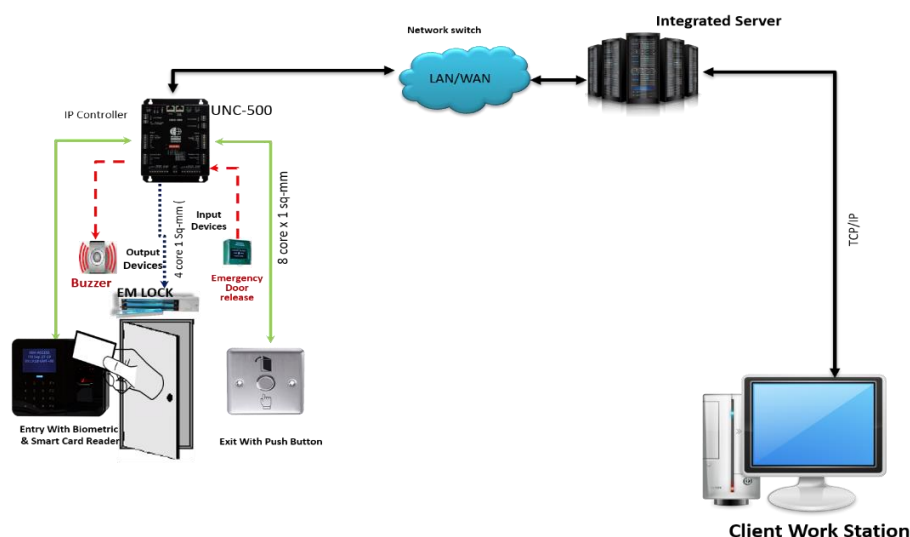 Integrated Server
Network switch
LAN/WAN
IP Controller
UNC-500
8 core x 1 sq-mm
4 core 1 Sq-mm (
Input
Devices
Output
Devices
Buzzer
Emergency
Door
release
EM LOCK
TCP/IP
Entry With Biometric
& Smart Card Reader
Exit With Push Button
Client Work Station